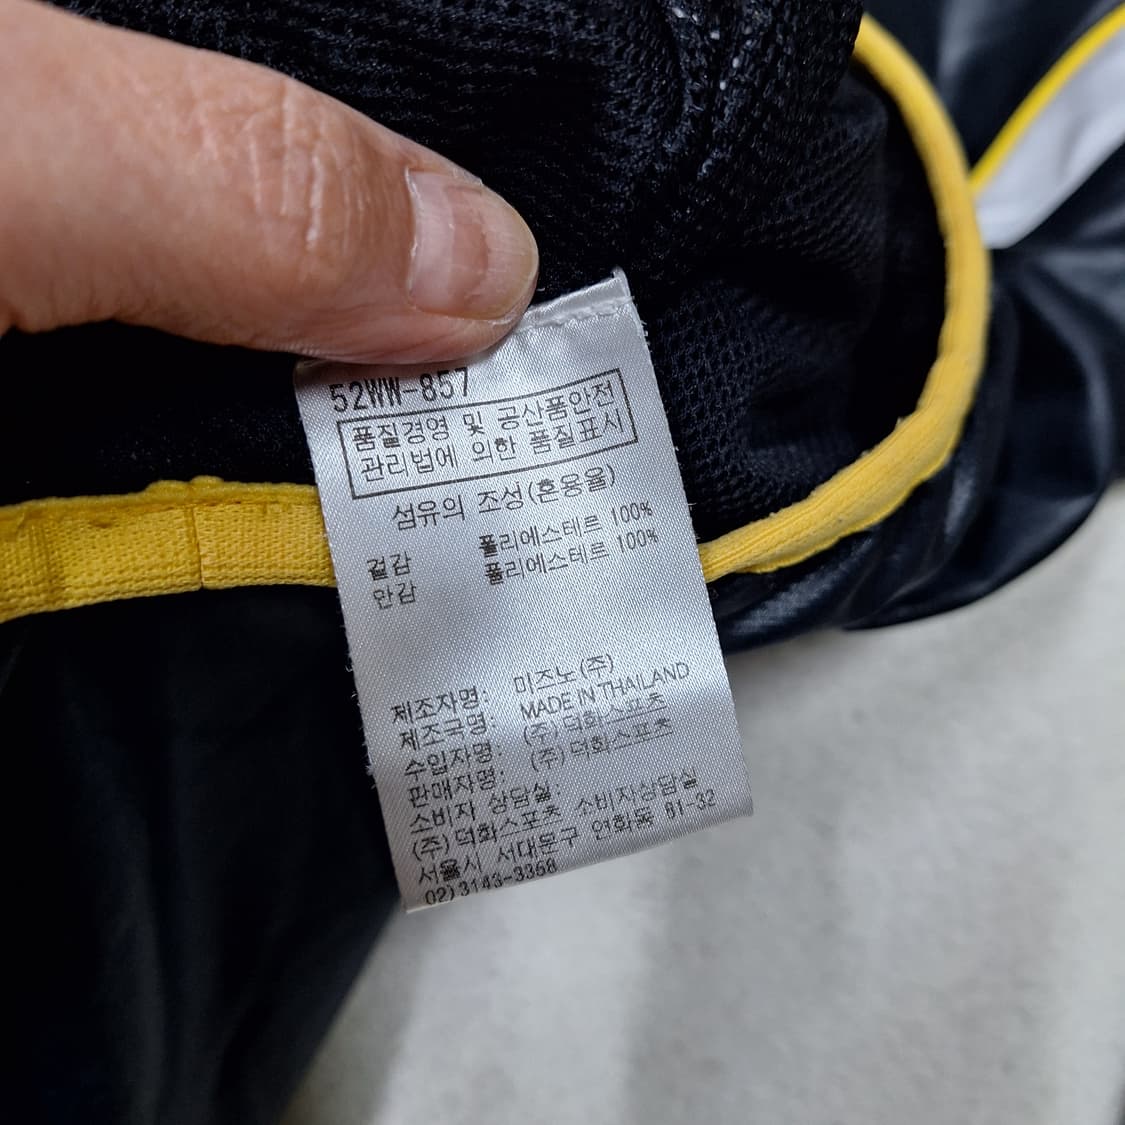 52WW-857
품질경영 및 공산품안전
관리법에 의한 품질표시
섬유의 조성(혼용율)
겉감 폴리에스테르 100%
안감 폴리에스테르 100%
제조자명: 미즈노(주)
제조국명: MADE IN THAILAND
수입자명: (주)덕화스포츠
판매자명: (주)덕화스포츠
소비자 상담실
(주)덕화스포츠 소비자상담실
서울시 서대문구 연희동 81-32
02)3143-3368